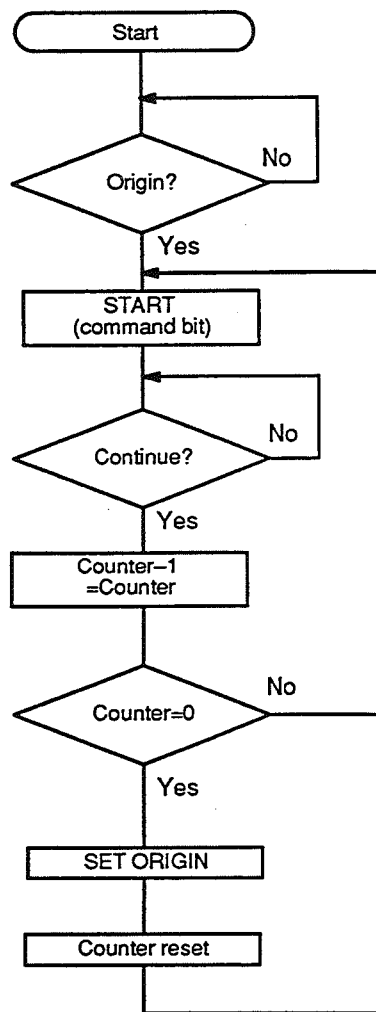 Start
No
Origin?
Yes
START
(command bit)
No
Continue?
Yes
Counter–1
=Counter
No
Counter=0
Yes
SET ORIGIN
Counter reset